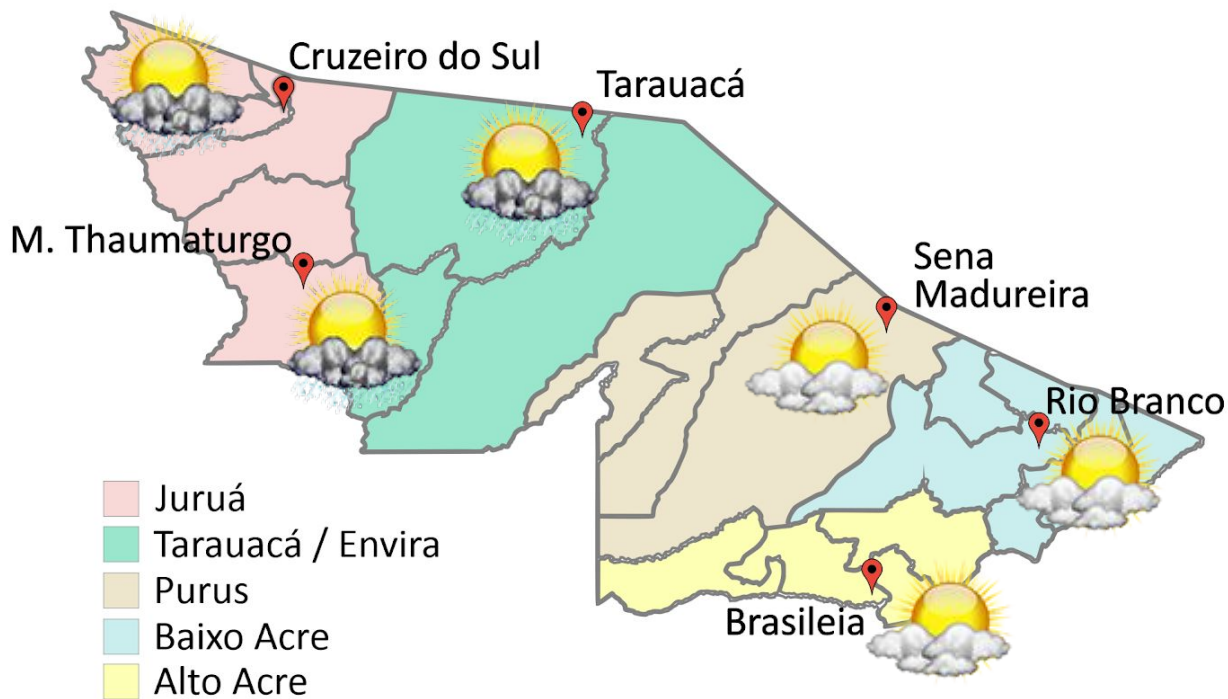 Cruzeiro do Sul
Tarauacá
M. Thaumaturgo
Sena
Madureira
Rio Branco
Brasileia
Juruá
Tarauacá / Envira
Purus
Baixo Acre
Alto Acre